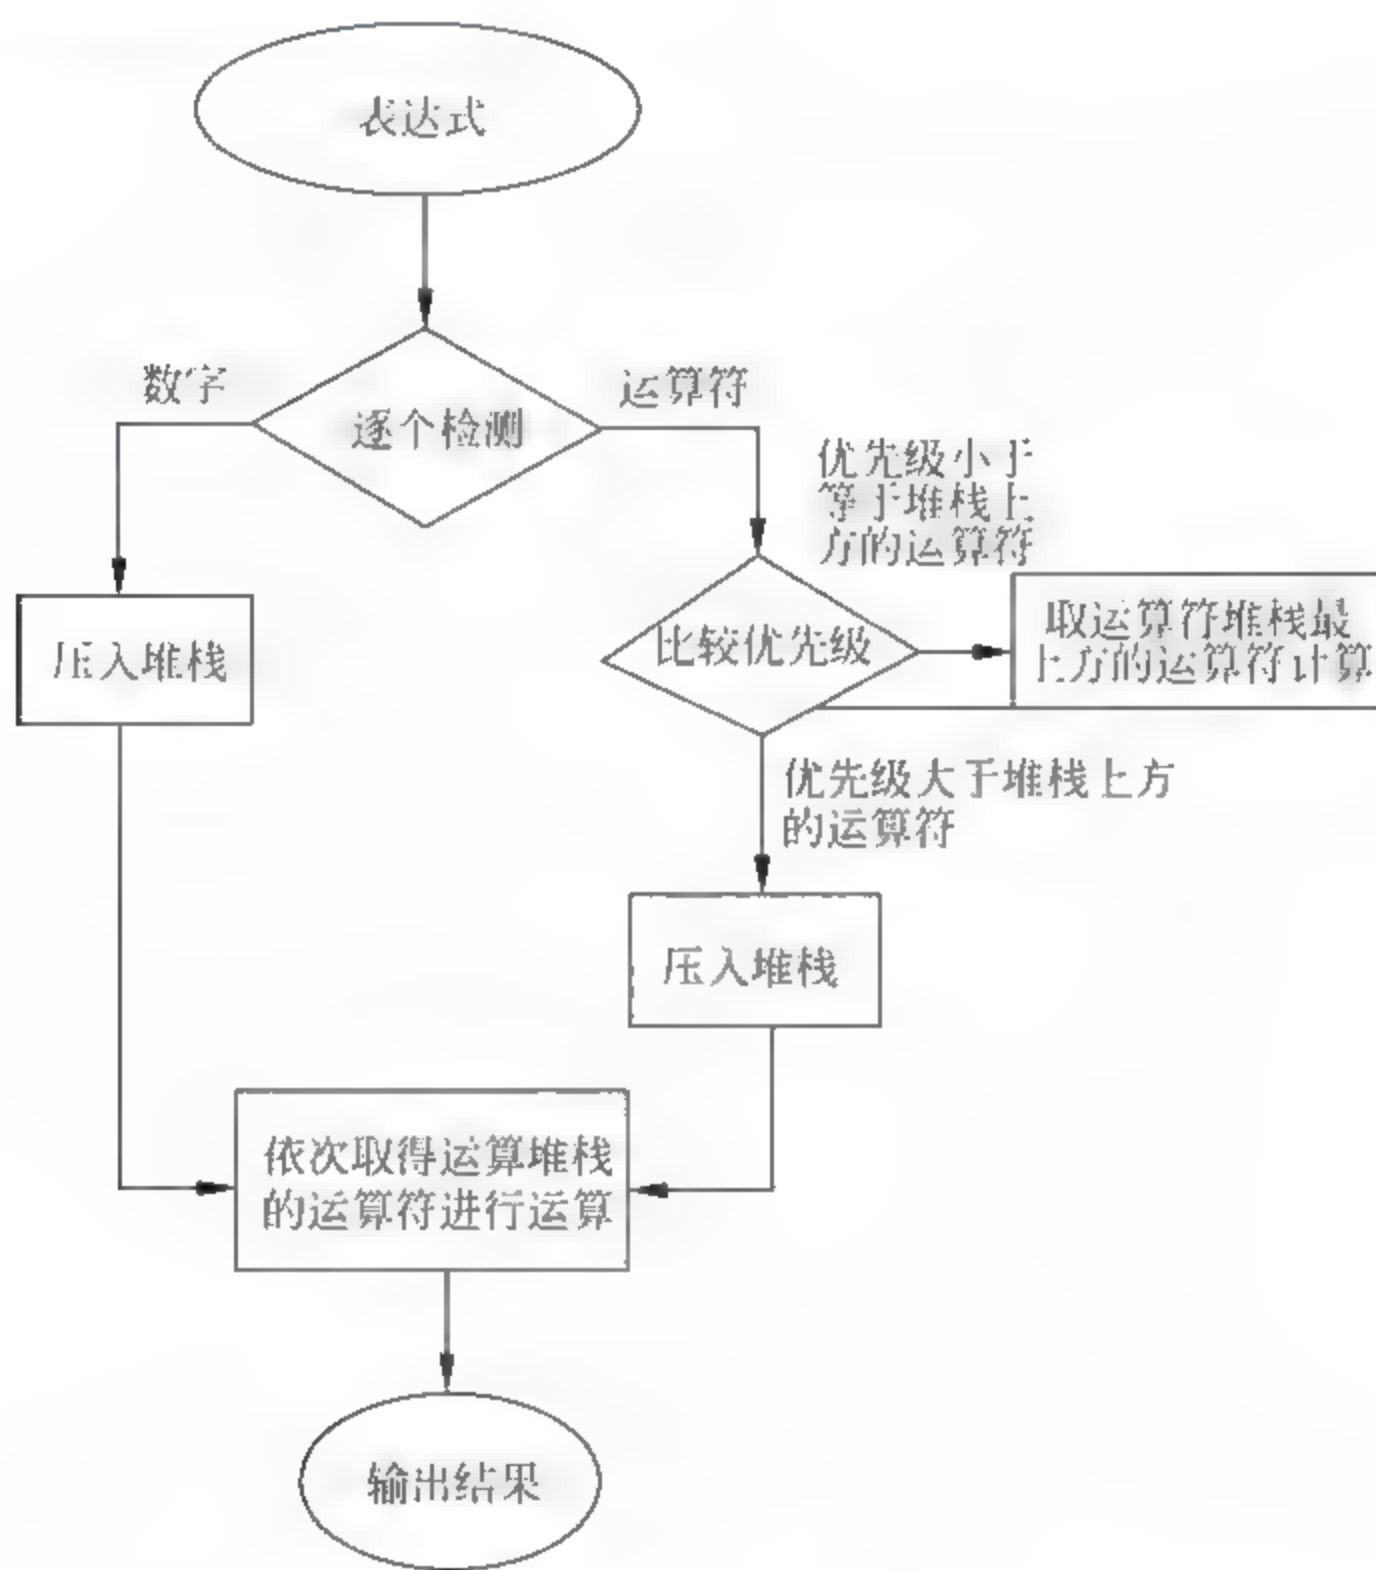 表达式
数字
运算符
逐个检测
优先级小于
等于堆栈上
方的运算符
压入堆栈
比较优先级
取运算符堆栈最
上方的运算符计算
优先级大于堆栈上方
的运算符
压入堆栈
依次取得运算堆栈
的运算符进行运算
输出结果